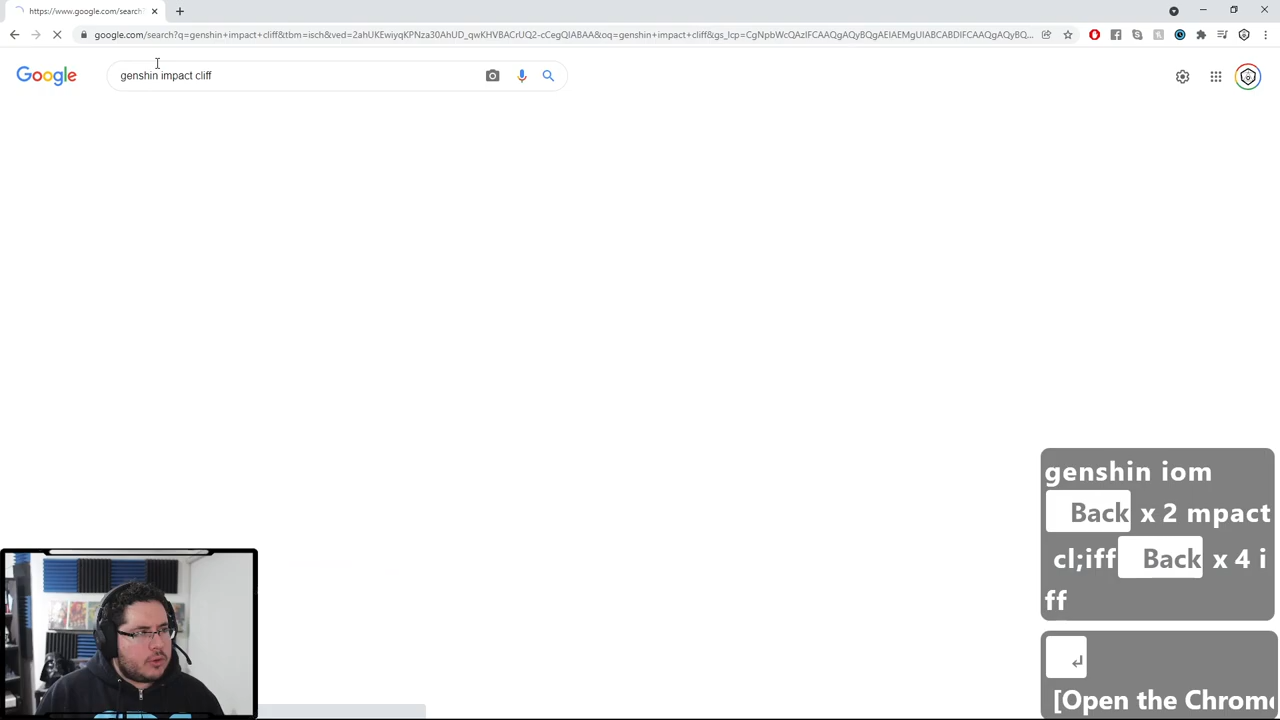 https://www.google.com/search?
google.com/search?q=genshin+impact+cliff&tbm=isch&ved=2ahUKEwiyqKPNza30AhUD_qwKHVBACrUQ2-cCegQIABAA&oq=genshin+impact+cliff&gs_lcp=CgNpbWcQAzIFCAAQgAQyBQgAEIAEMgUIABCABDIFCAAQgAQyBQ...
Google
genshin impact cliff
genshin iom
Back x 2 mpact
cl;iff Back x 4 i
ff
↵
[Open the Chrome